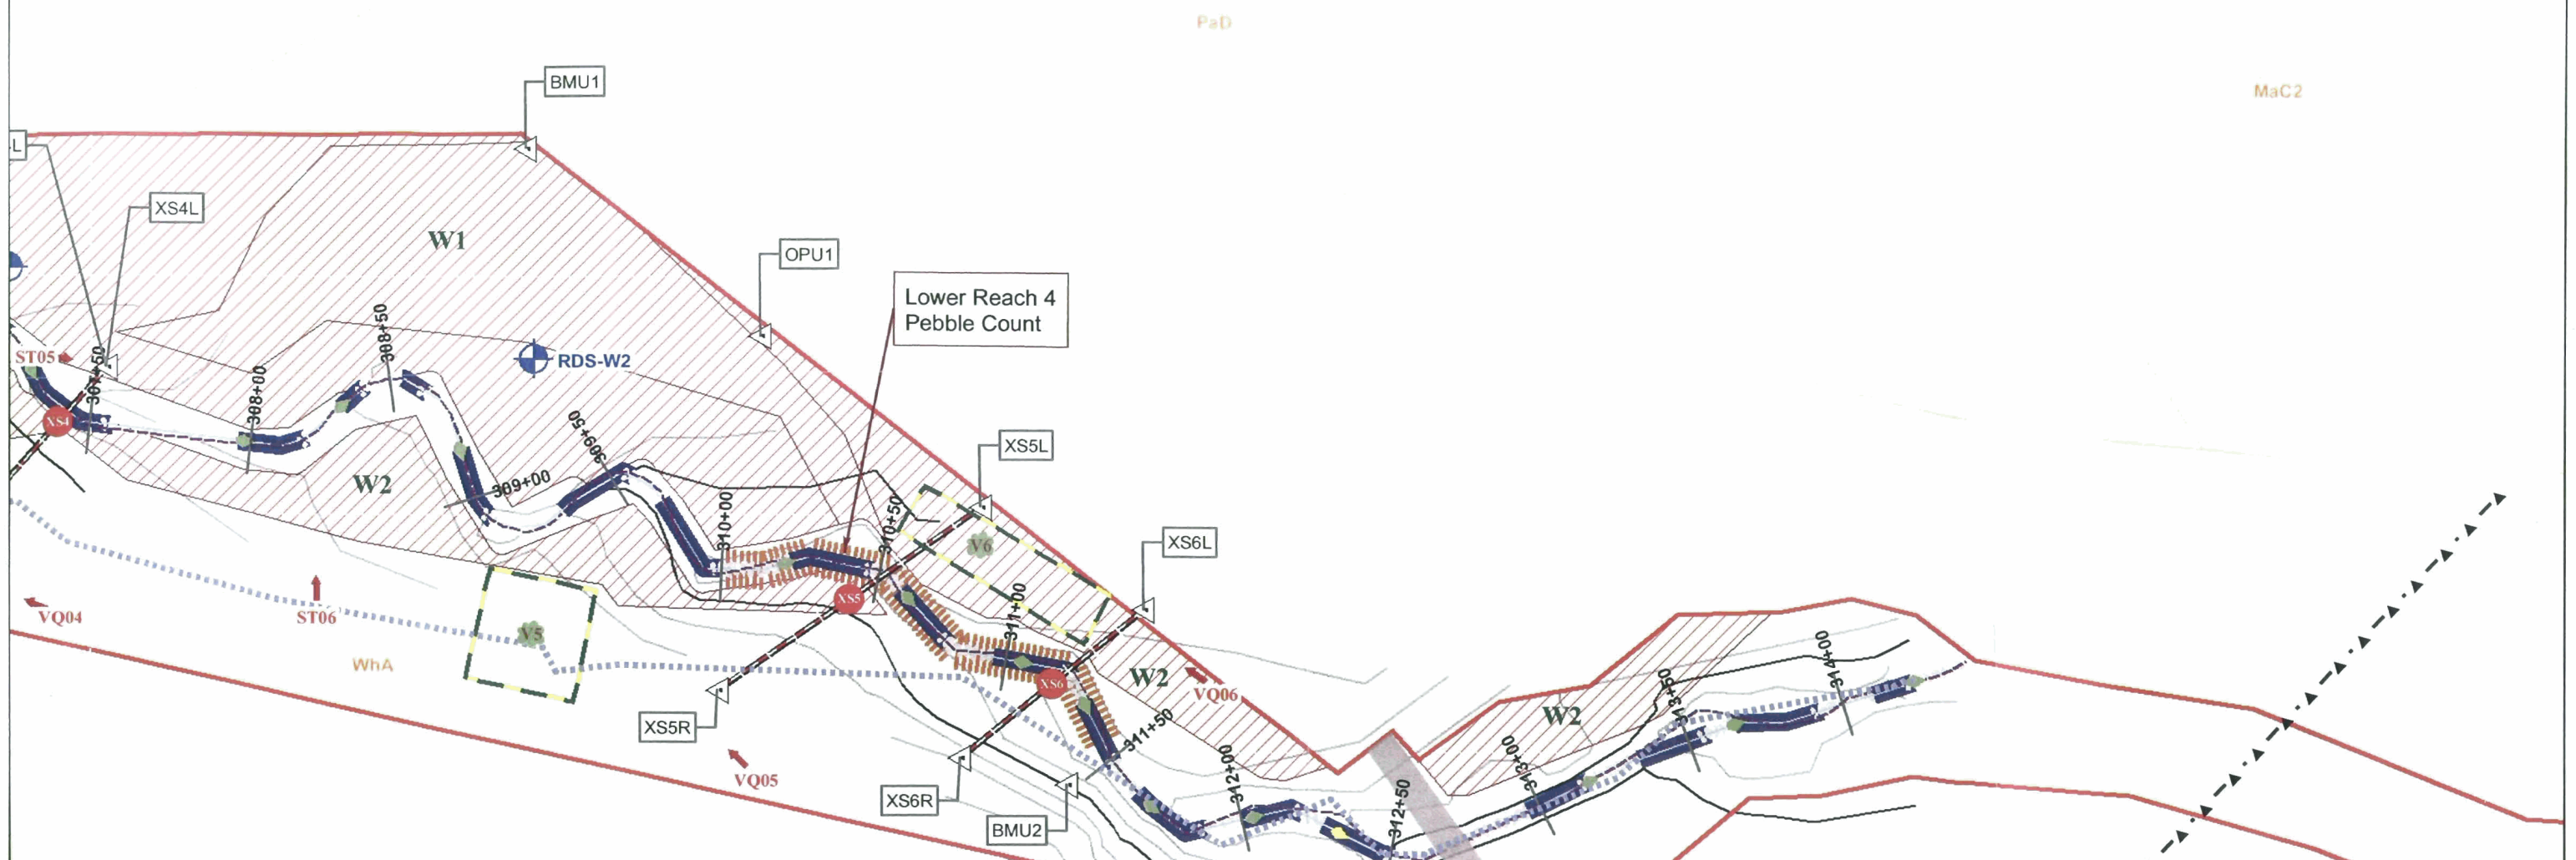 PaD
MaC2
BMU1
L
XS4L
W1
OPU1
Lower Reach 4
Pebble Count
308+50
ST05
RDS-W2
307+50
308+00
XS4
309+50
XS5L
W2
309+00
310+00
310+50
V6
XS6L
XS5
311+00
VQ04
ST06
V5
WhA
W2
VQ06
XS6
W2
313+50
314+00
XS5R
311+50
VQ05
312+00
313+00
XS6R
312+50
BMU2